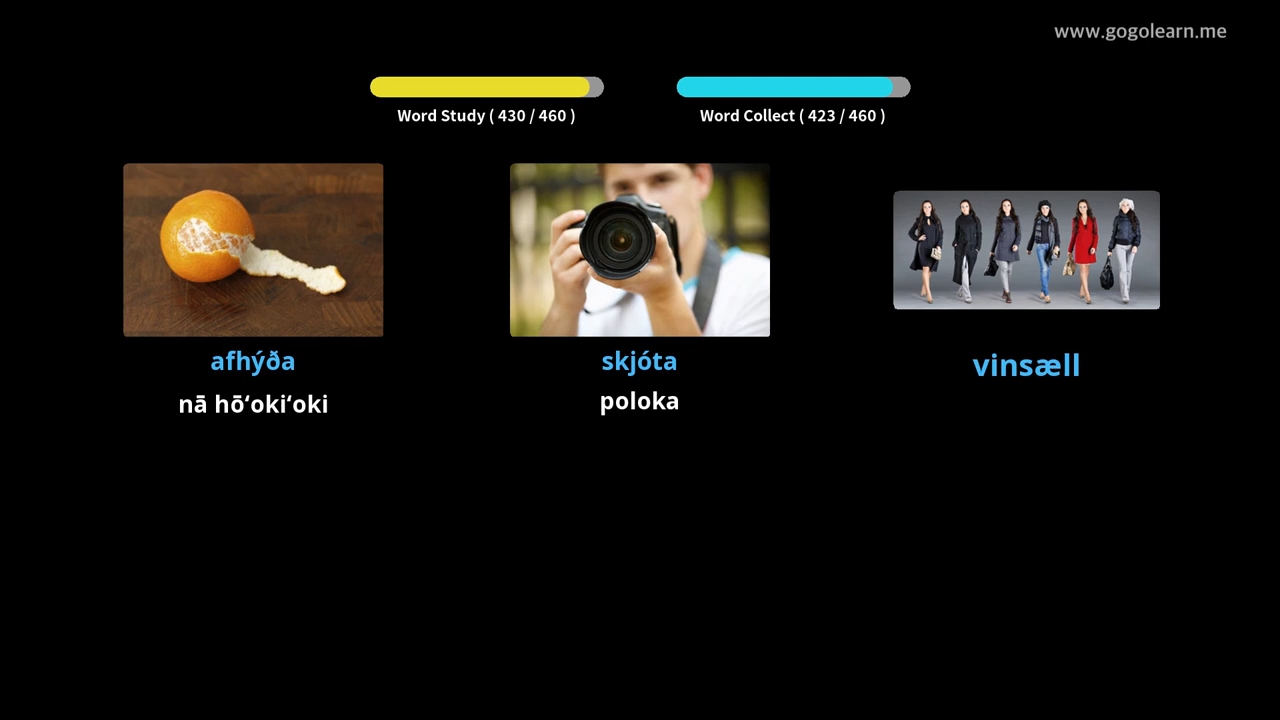 www.gogolearn.me
Word Study ( 430 / 460 )
Word Collect ( 423 / 460 )
afhýða
nā hōʻokiʻoki
skjóta
poloka
vinsæll